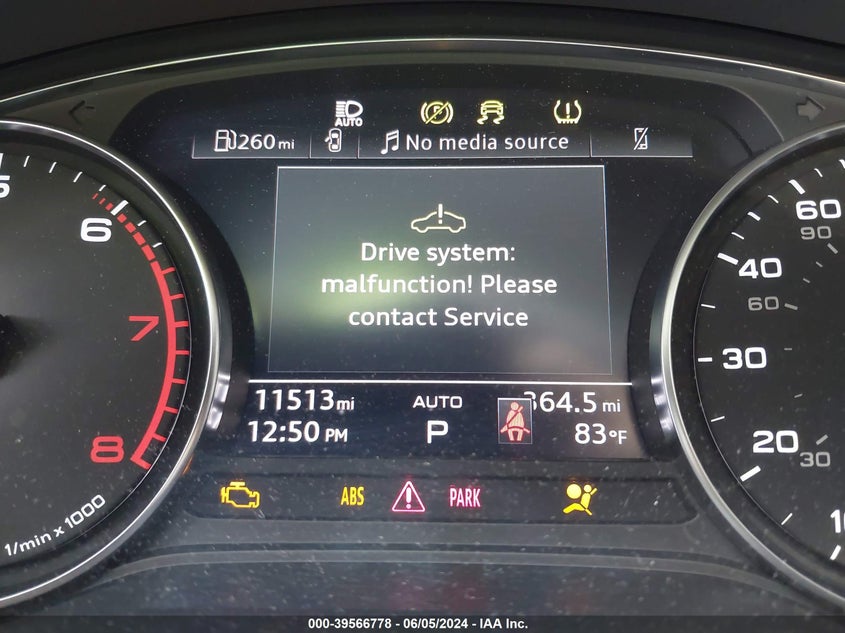 AUTO
P
260 mi
No media source
5
6
7
8
1/min x 1000
60
90
40
60
30
20
30
Drive system:
malfunction! Please
contact Service
11513 mi
AUTO
364.5 mi
12:50 PM
P
83°F
ABS
PARK
000-39566778 - 06/05/2024 - IAA Inc.